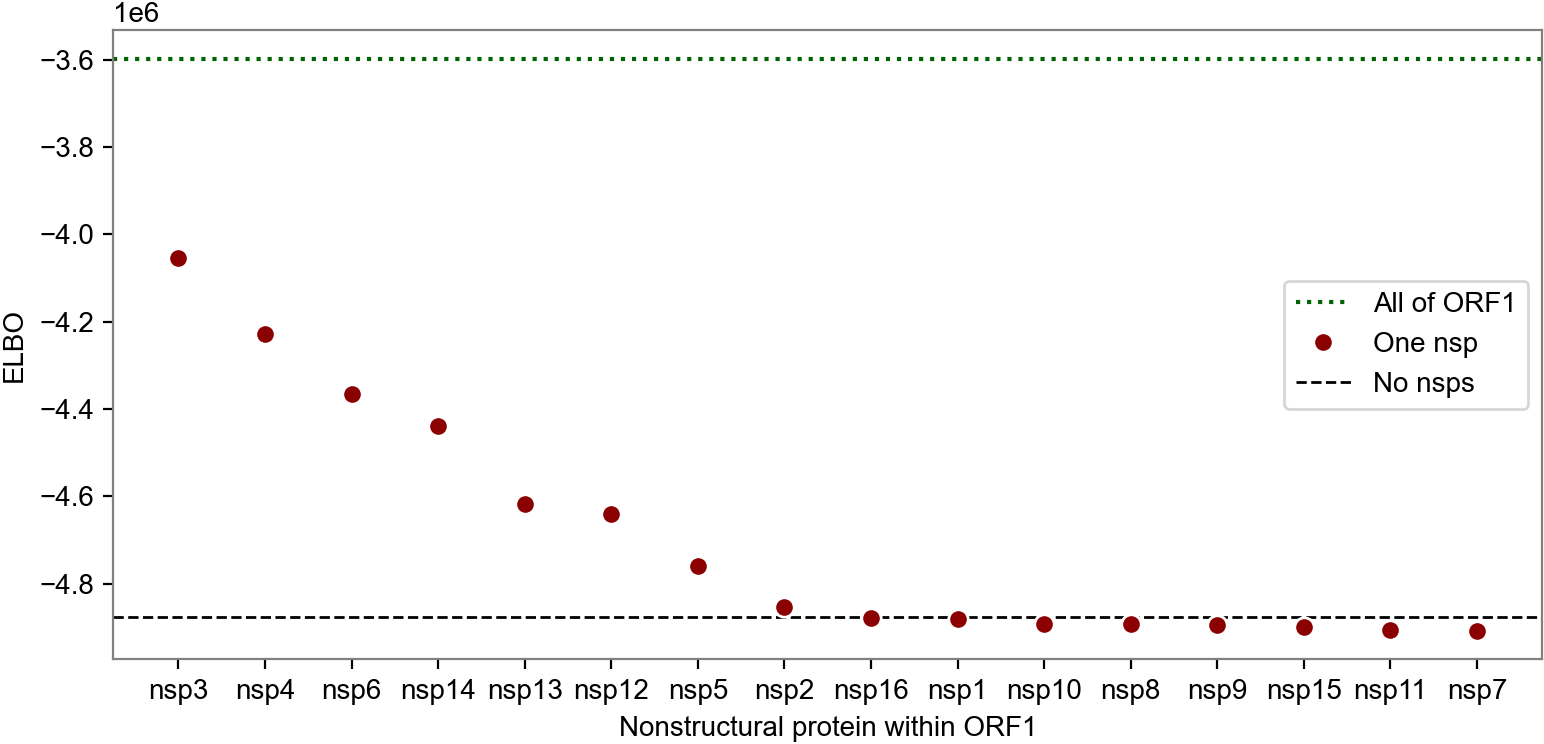 1e6
−3.6
−3.8
−4.0
−4.2
−4.4
−4.6
−4.8
ELBO
All of ORF1
One nsp
No nsps
nsp3 nsp4 nsp6 nsp14 nsp13 nsp12 nsp5 nsp2 nsp16 nsp1 nsp10 nsp8 nsp9 nsp15 nsp11 nsp7
Nonstructural protein within ORF1